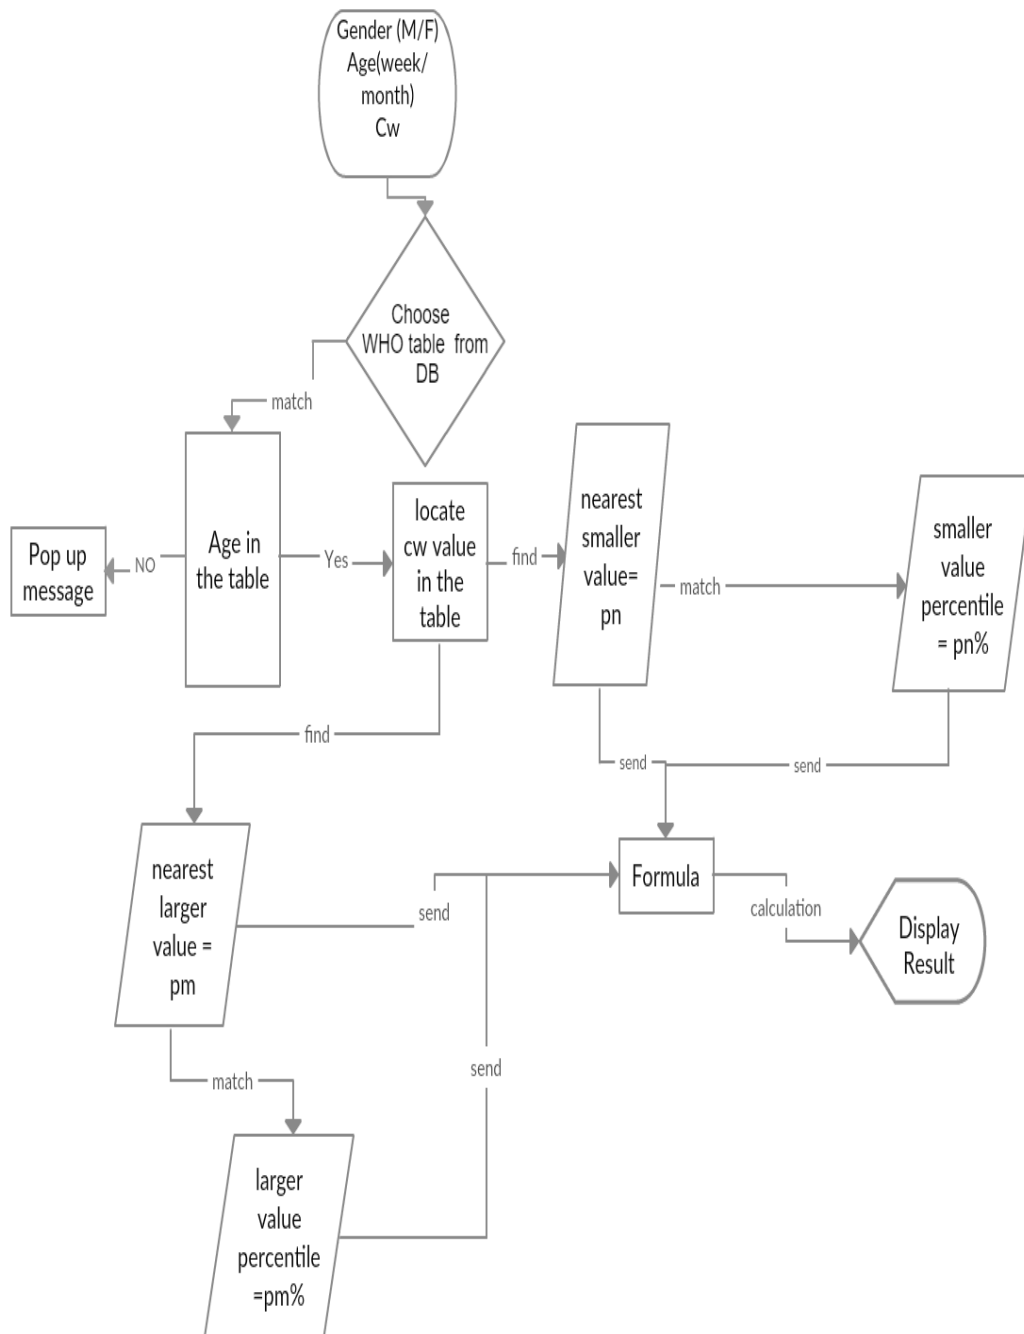 Gender (M/F)
Age(week/
month)
Cw
Choose
WHO table from
DB
match
Age in
the table
NO
Pop up
message
Yes
locate
cw value
in the
table
find
nearest
smaller
value=
pn
match
smaller
value
percentile
= pn%
send
send
find
nearest
larger
value =
pm
send
Formula
calculation
Display
Result
match
send
larger
value
percentile
=pm%